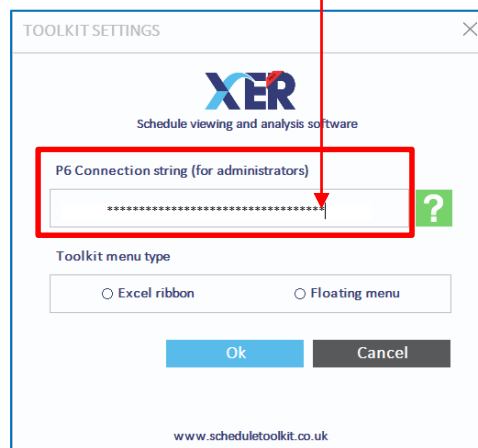 TOOLKIT SETTINGS
XER
Schedule viewing and analysis software
P6 Connection string (for administrators)
**********************************
?
Toolkit menu type
Excel ribbon
Floating menu
Ok
Cancel
www.scheduletoolkit.co.uk